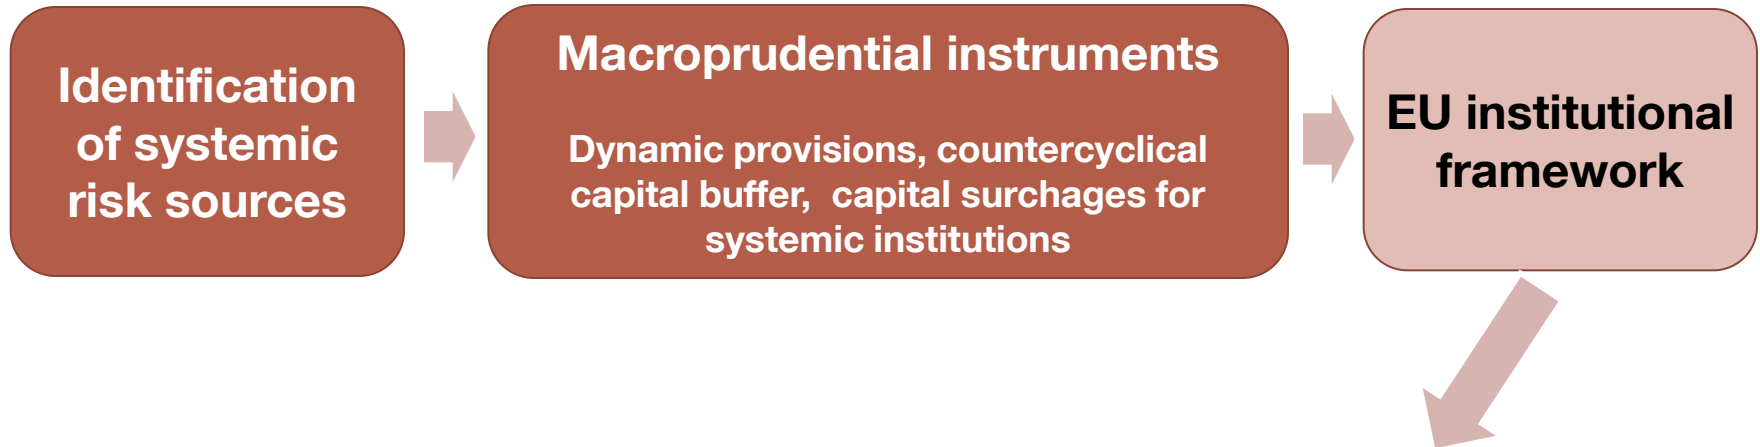 Identification
of systemic
risk sources
Macroprudential instruments
Dynamic provisions, countercyclical
capital buffer,  capital surchages for
systemic institutions
EU institutional
framework